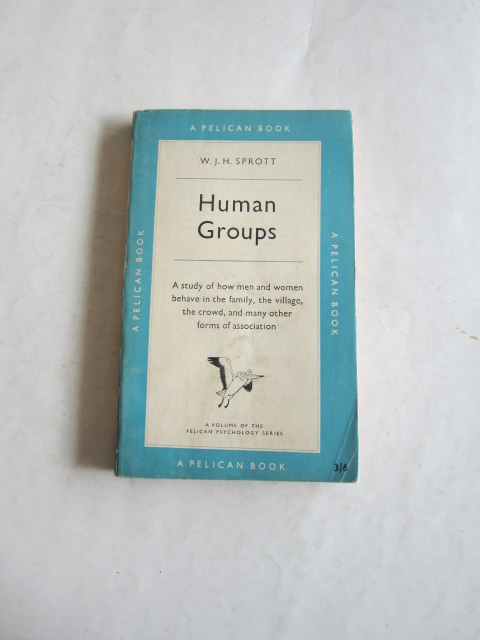 A PELICAN BOOK
W. J. H. SPROTT
Human
Groups
A study of how men and women
behave in the family, the village,
the crowd, and many other
forms of association
A VOLUME OF THE
PELICAN PSYCHOLOGY SERIES
A PELICAN BOOK
A PELICAN BOOK
A PELICAN BOOK
3/6